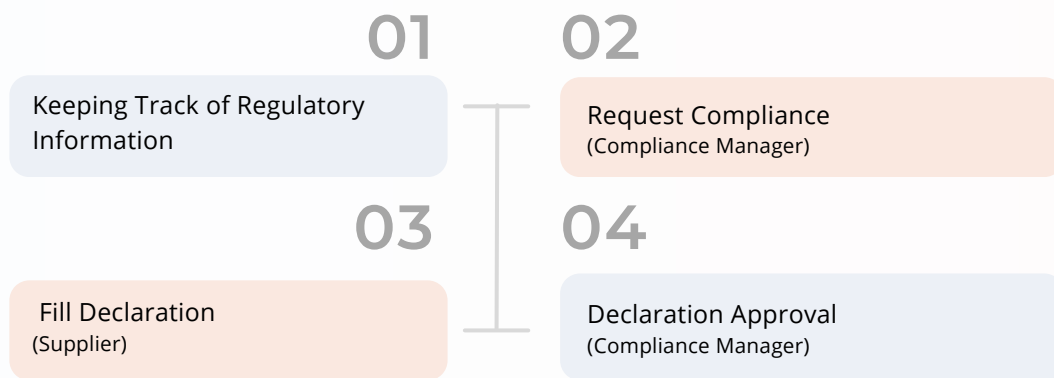 01
Keeping Track of Regulatory
Information
02
Request Compliance
(Compliance Manager)
03
Fill Declaration
(Supplier)
04
Declaration Approval
(Compliance Manager)